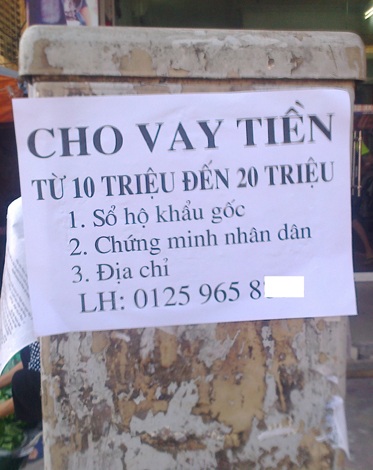 CHO VAY TIỀN
TỪ 10 TRIỆU ĐẾN 20 TRIỆU
1. Sổ hộ khẩu gốc
2. Chứng minh nhân dân
3. Địa chỉ
LH: 0125 965 8